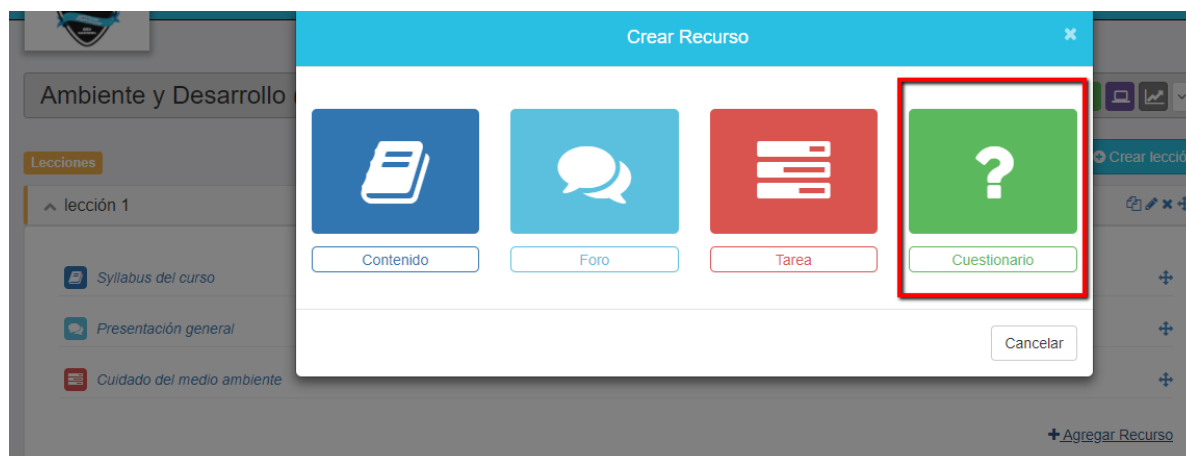 Crear Recurso
Ambiente y Desarrollo
Lecciones
Crear lecció
lección 1
Contenido
Foro
Tarea
Cuestionario
Syllabus del curso
Presentación general
Cancelar
Cuidado del medio ambiente
Agregar Recurso